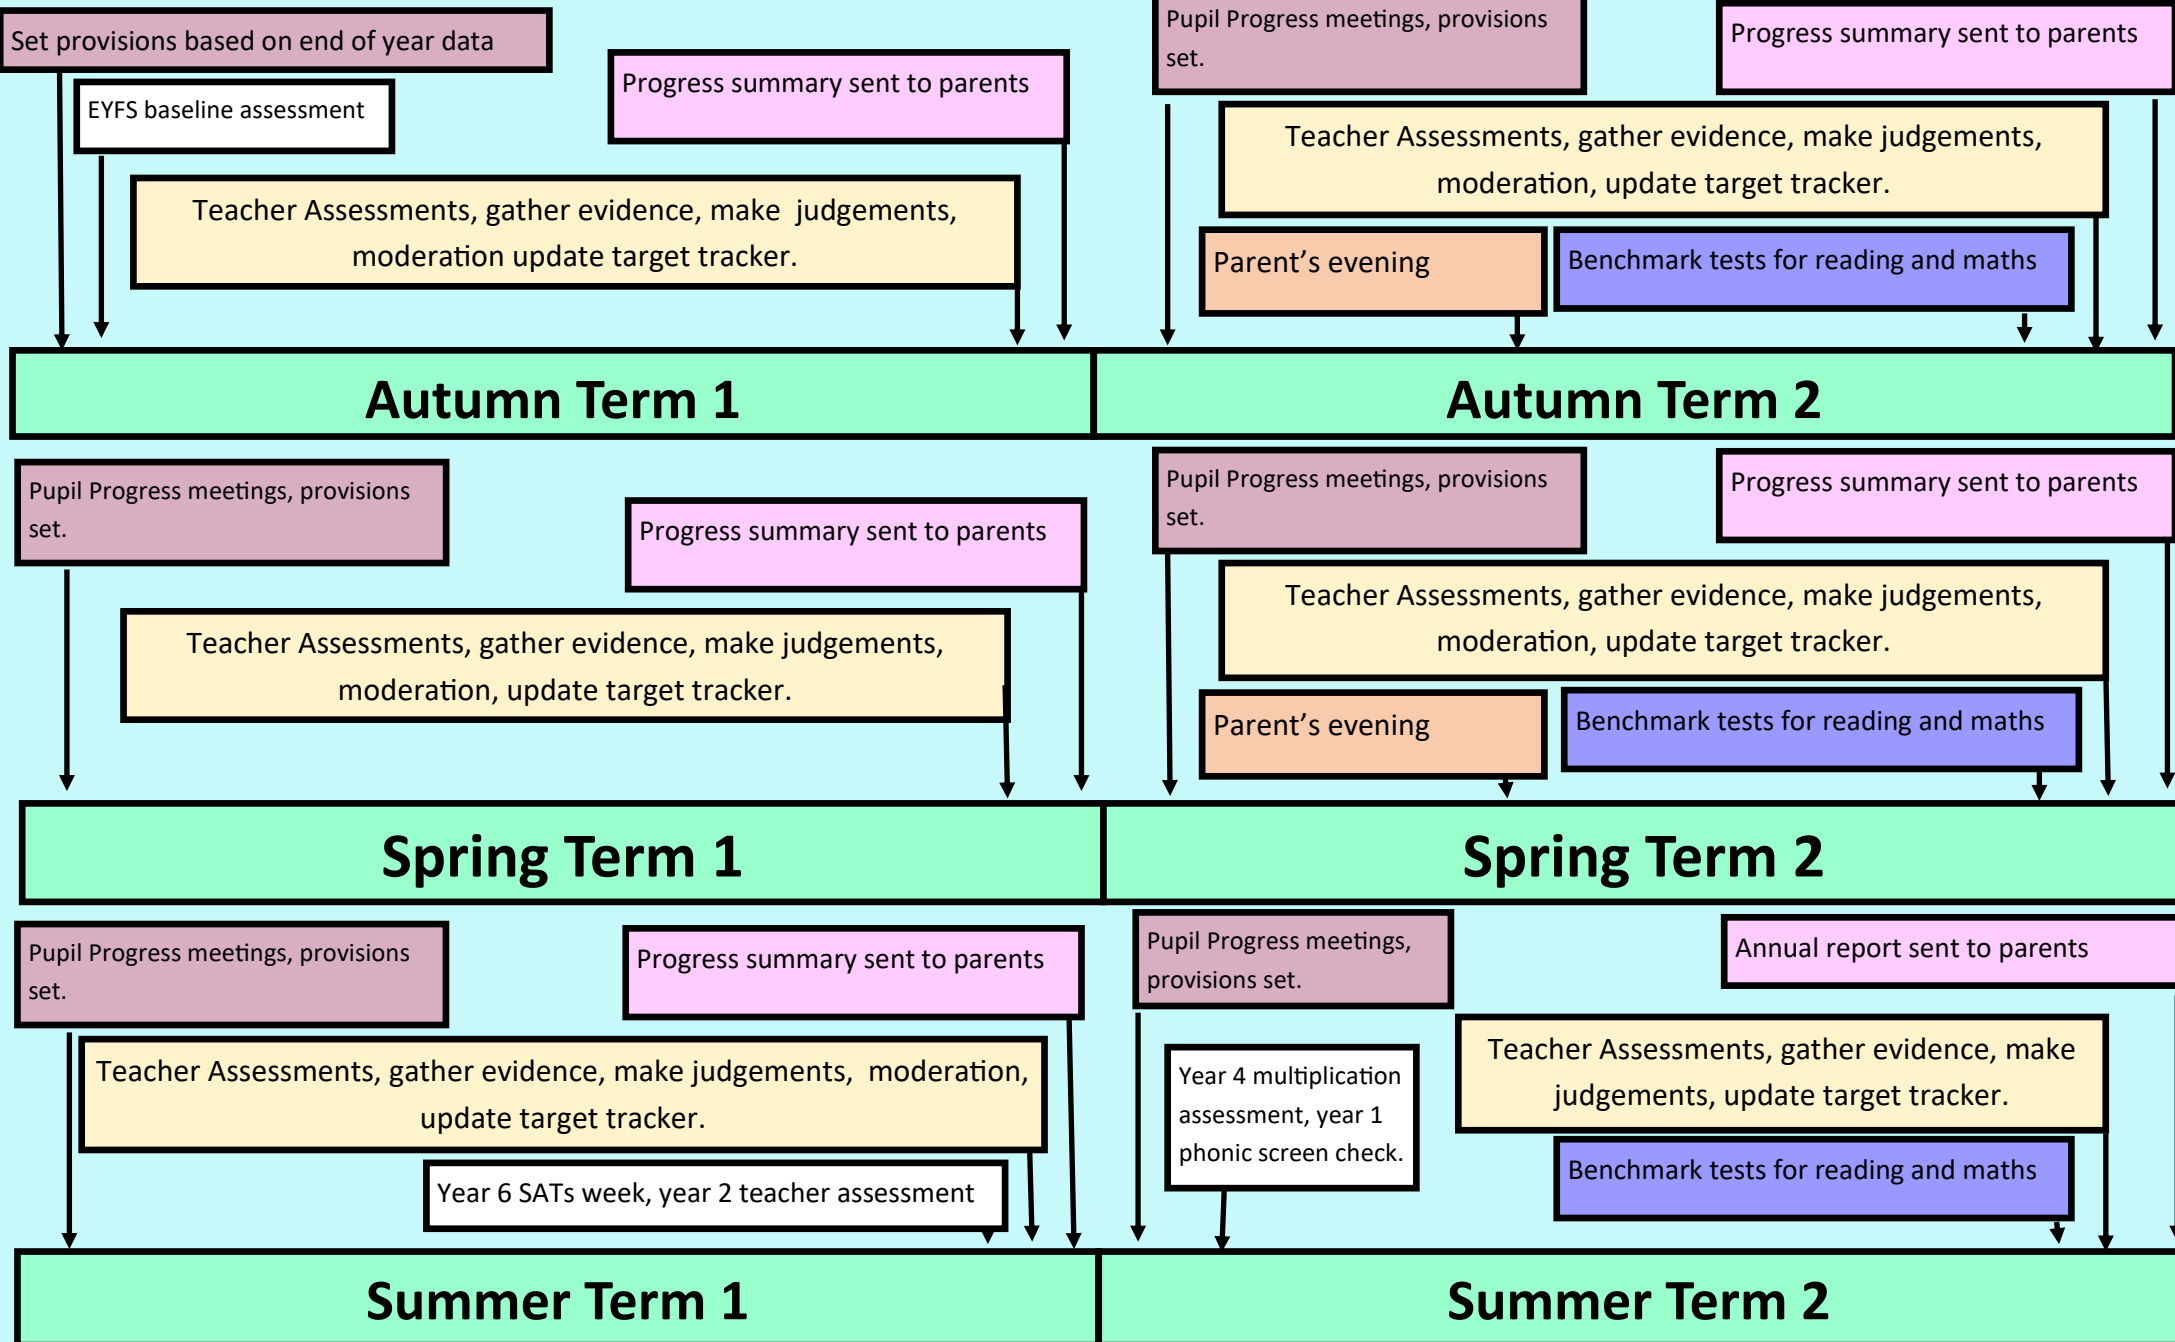 Set provisions based on end of year data
EYFS baseline assessment
Progress summary sent to parents
Teacher Assessments, gather evidence, make  judgements,
moderation update target tracker.
Pupil Progress meetings, provisions
set.
Progress summary sent to parents
Teacher Assessments, gather evidence, make judgements,
moderation, update target tracker.
Parent’s evening
Benchmark tests for reading and maths
Autumn Term 1
Autumn Term 2
Pupil Progress meetings, provisions
set.
Progress summary sent to parents
Teacher Assessments, gather evidence, make judgements,
moderation, update target tracker.
Pupil Progress meetings, provisions
set.
Progress summary sent to parents
Teacher Assessments, gather evidence, make judgements,
moderation, update target tracker.
Parent’s evening
Benchmark tests for reading and maths
Spring Term 1
Spring Term 2
Pupil Progress meetings, provisions
set.
Progress summary sent to parents
Teacher Assessments, gather evidence, make judgements,  moderation,
update target tracker.
Year 6 SATs week, year 2 teacher assessment
Pupil Progress meetings,
provisions set.
Annual report sent to parents
Year 4 multiplication
assessment, year 1
phonic screen check.
Teacher Assessments, gather evidence, make
judgements, update target tracker.
Benchmark tests for reading and maths
Summer Term 1
Summer Term 2